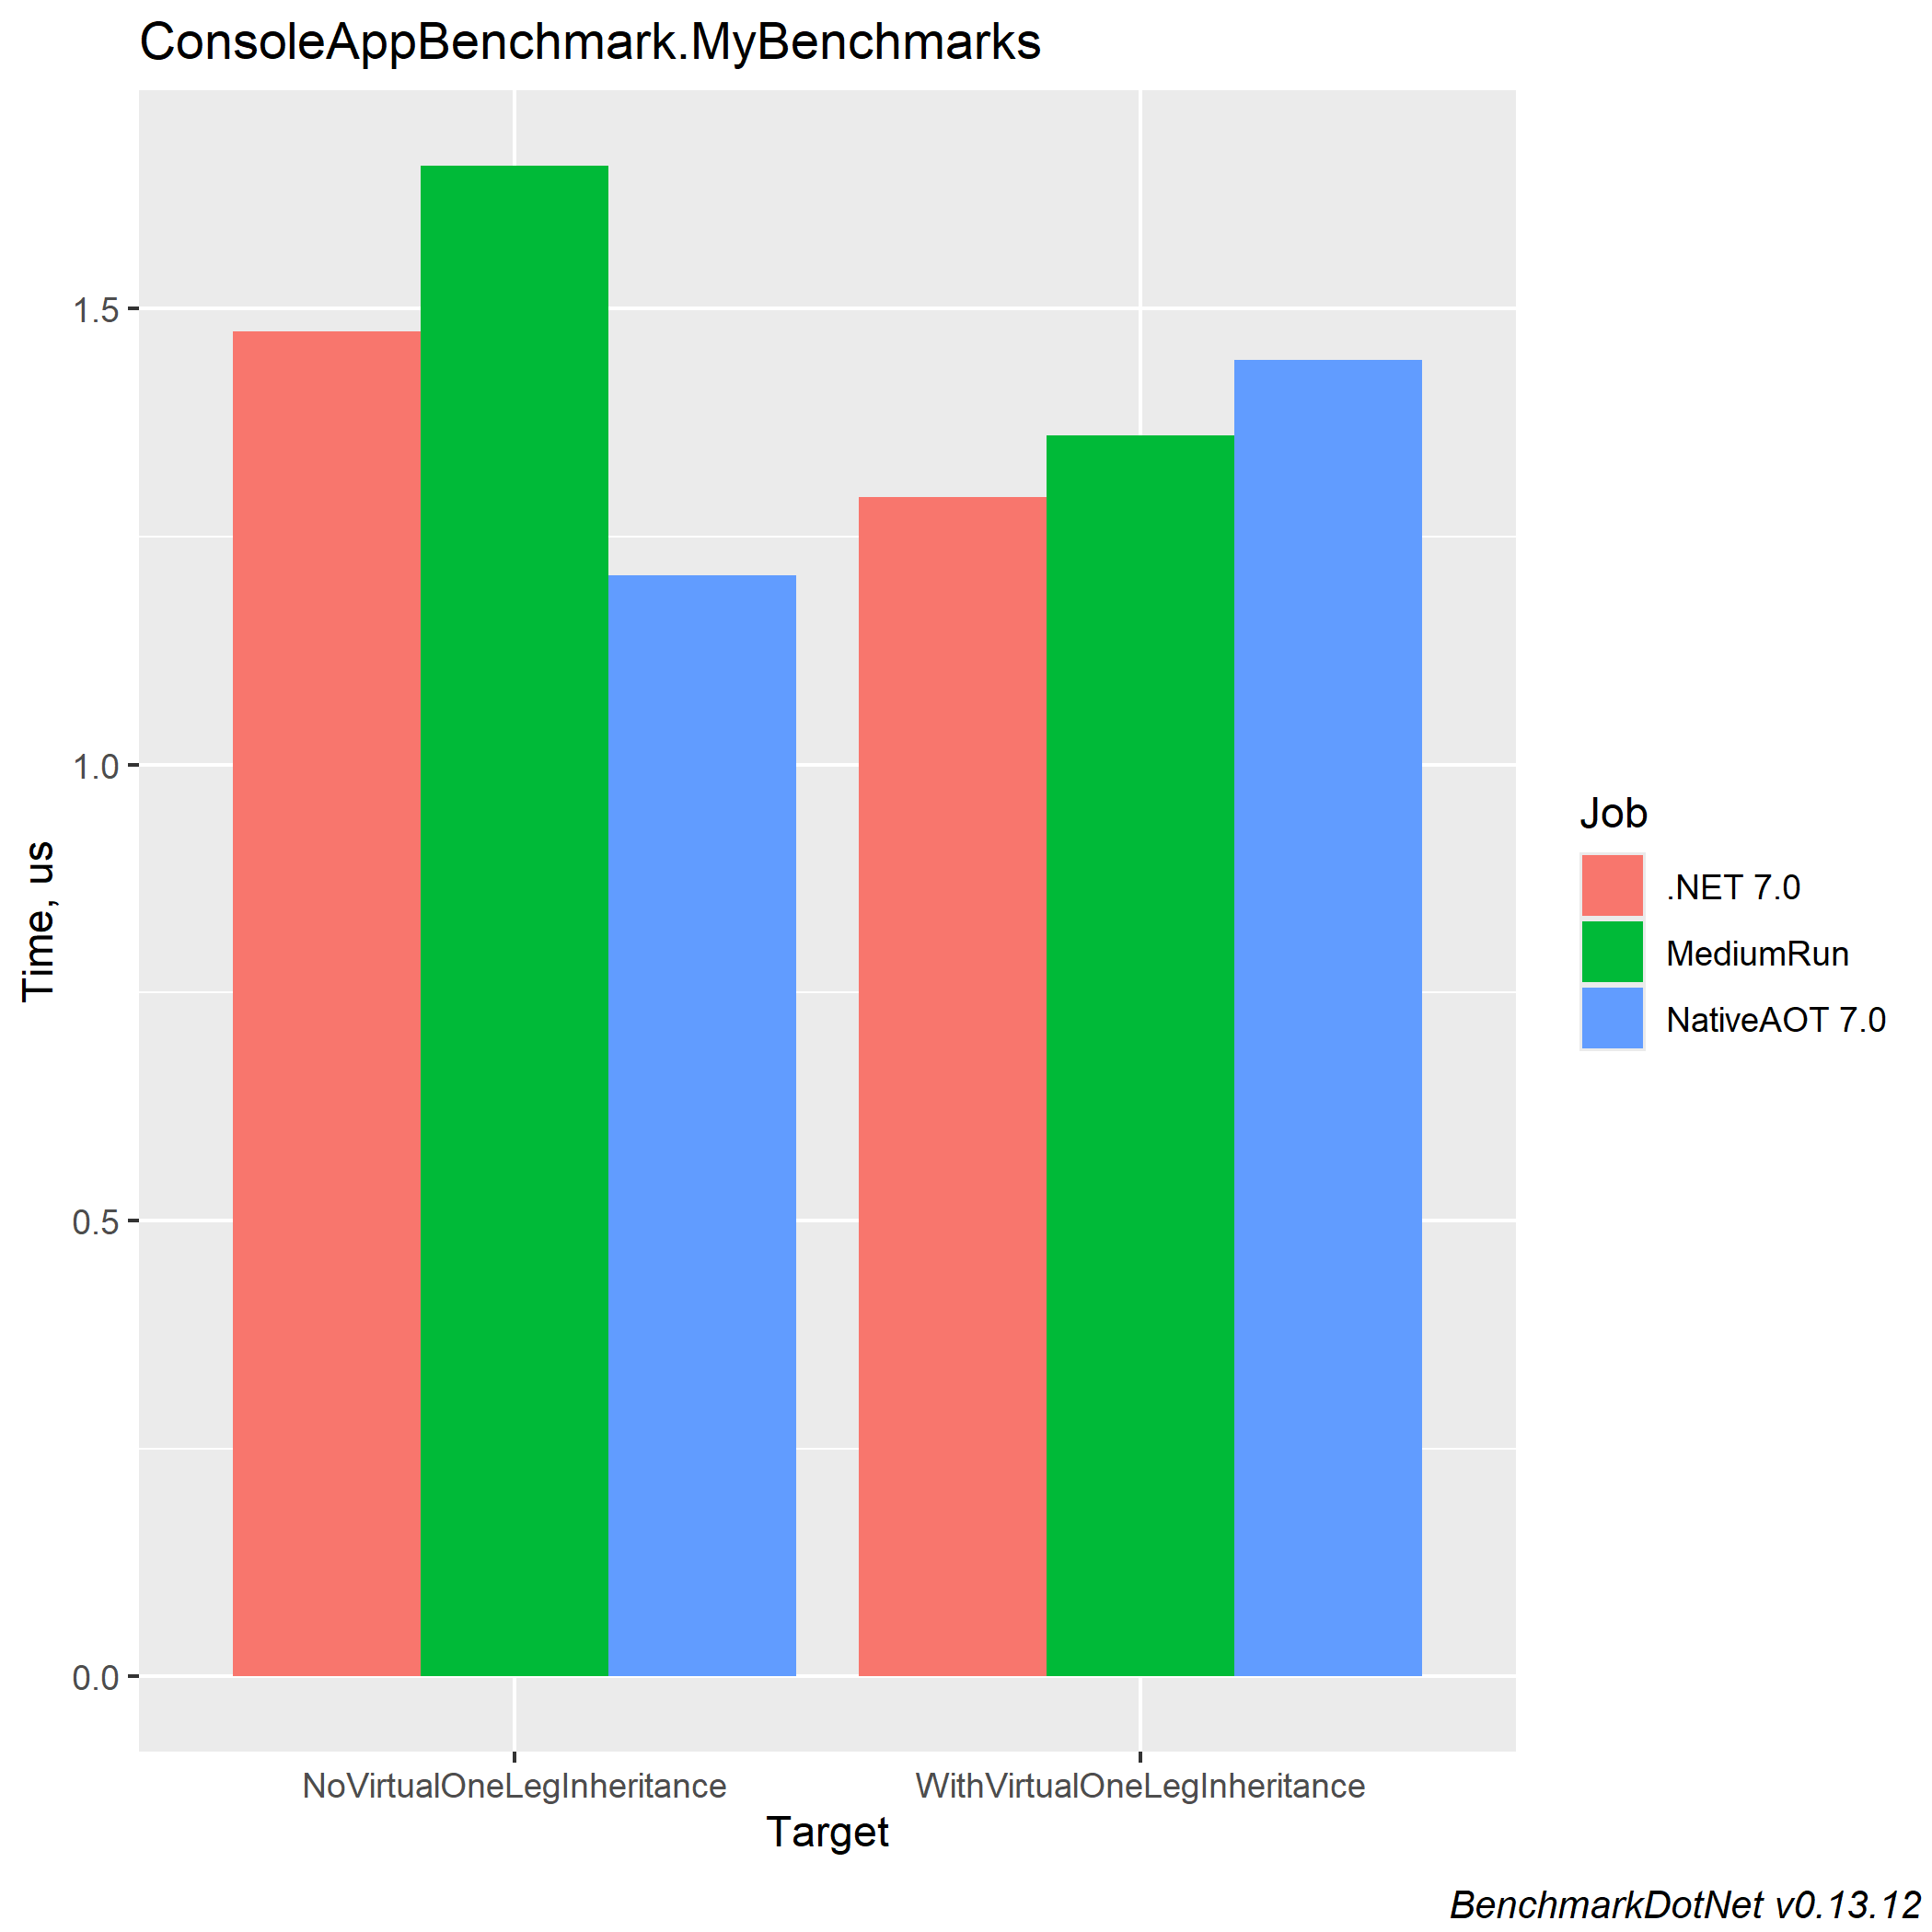 ConsoleAppBenchmark.MyBenchmarks
Time, us
1.5
1.0
0.5
0.0
NoVirtualOneLegInheritance
WithVirtualOneLegInheritance
Target
Job
.NET 7.0
MediumRun
NativeAOT 7.0
BenchmarkDotNet v0.13.12